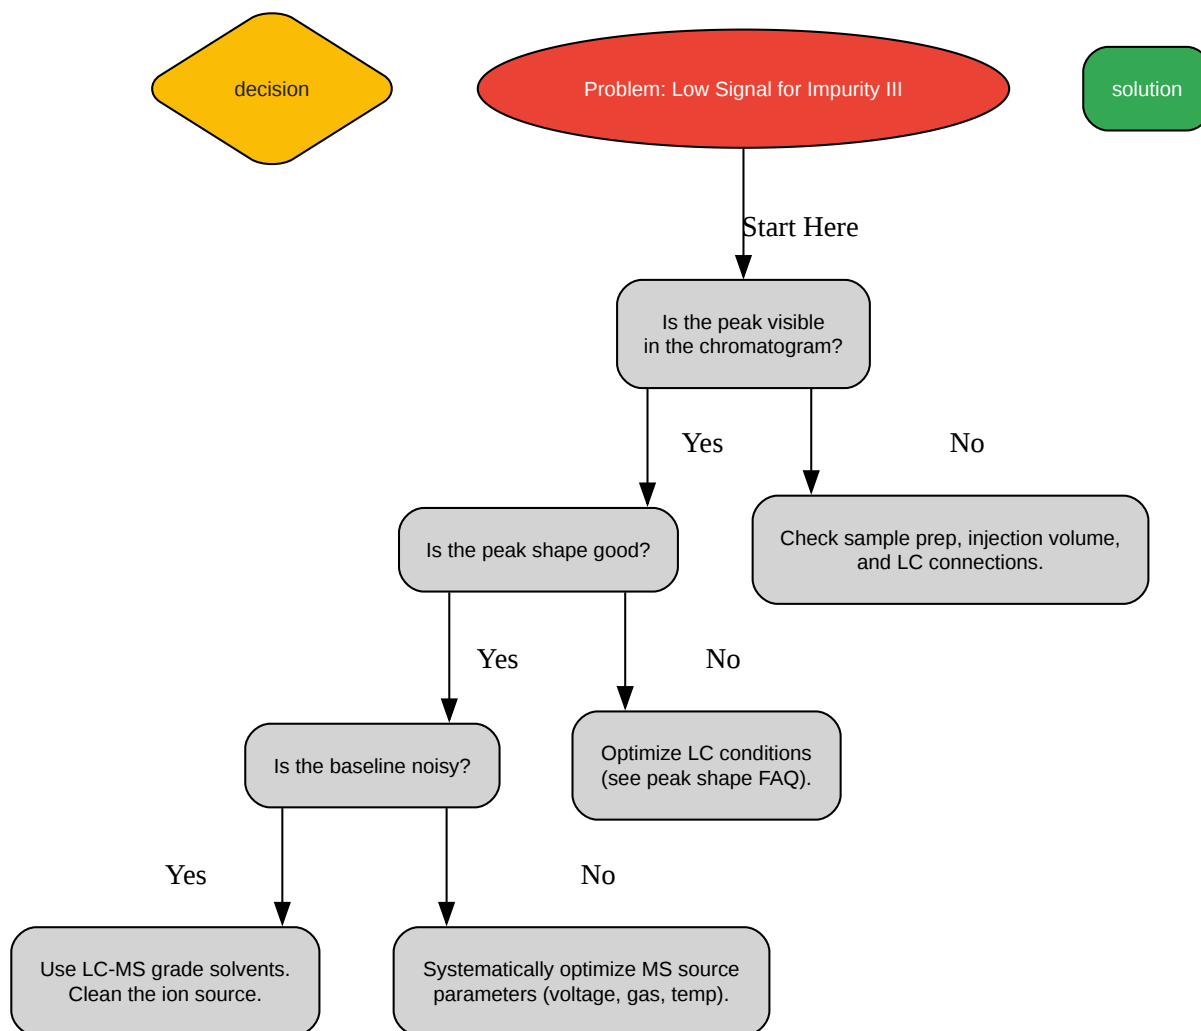 decision
Problem: Low Signal for Impurity III
solution
Start Here
Is the peak visible
in the chromatogram?
Yes
No
Is the peak shape good?
Check sample prep, injection volume,
and LC connections.
Yes
No
Is the baseline noisy?
Optimize LC conditions
(see peak shape FAQ).
Yes
No
Use LC-MS grade solvents.
Clean the ion source.
Systematically optimize MS source
parameters (voltage, gas, temp).